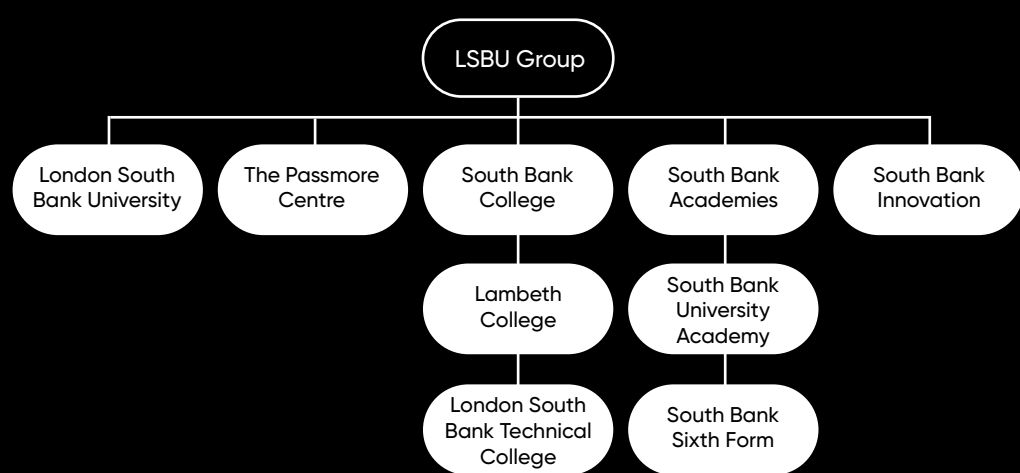 LSBU Group
London South
Bank University
The Passmore
Centre
South Bank
College
South Bank
Academies
South Bank
Innovation
Lambeth
College
South Bank
University
Academy
London South
Bank Technical
College
South Bank
Sixth Form